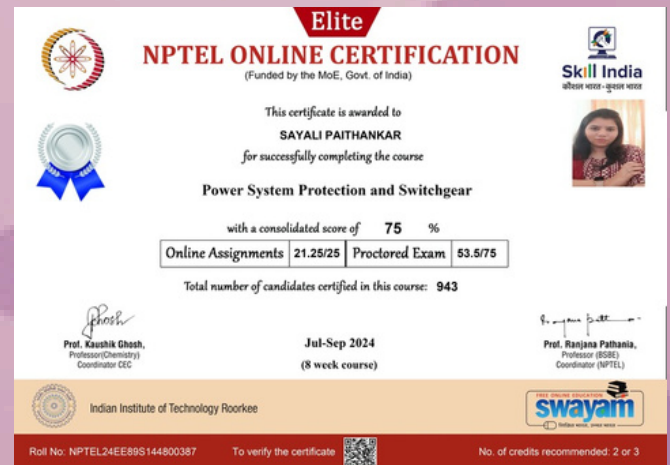 Elite
NPTEL ONLINE CERTIFICATION
(Funded by the MoE, Govt. of India)
Skill India
कौशल भारत - कुशल भारत
This certificate is awarded to
SAYALI PAITHANKAR
for successfully completing the course
Power System Protection and Switchgear
with a consolidated score of 75 %
Online Assignments 21.25/25 Proctored Exam 53.5/75
Total number of candidates certified in this course: 943
Prof. Kaushik Ghosh,
Professor(Chemistry)
Coordinator CEC
Jul-Sep 2024
(8 week course)
Prof. Ranjana Pathania,
Professor (BSBE)
Coordinator (NPTEL)
Indian Institute of Technology Roorkee
FREE ONLINE EDUCATION
swayam
शिक्षित भारत, उन्नत भारत
Roll No: NPTEL24EE89S144800387
To verify the certificate
No. of credits recommended: 2 or 3